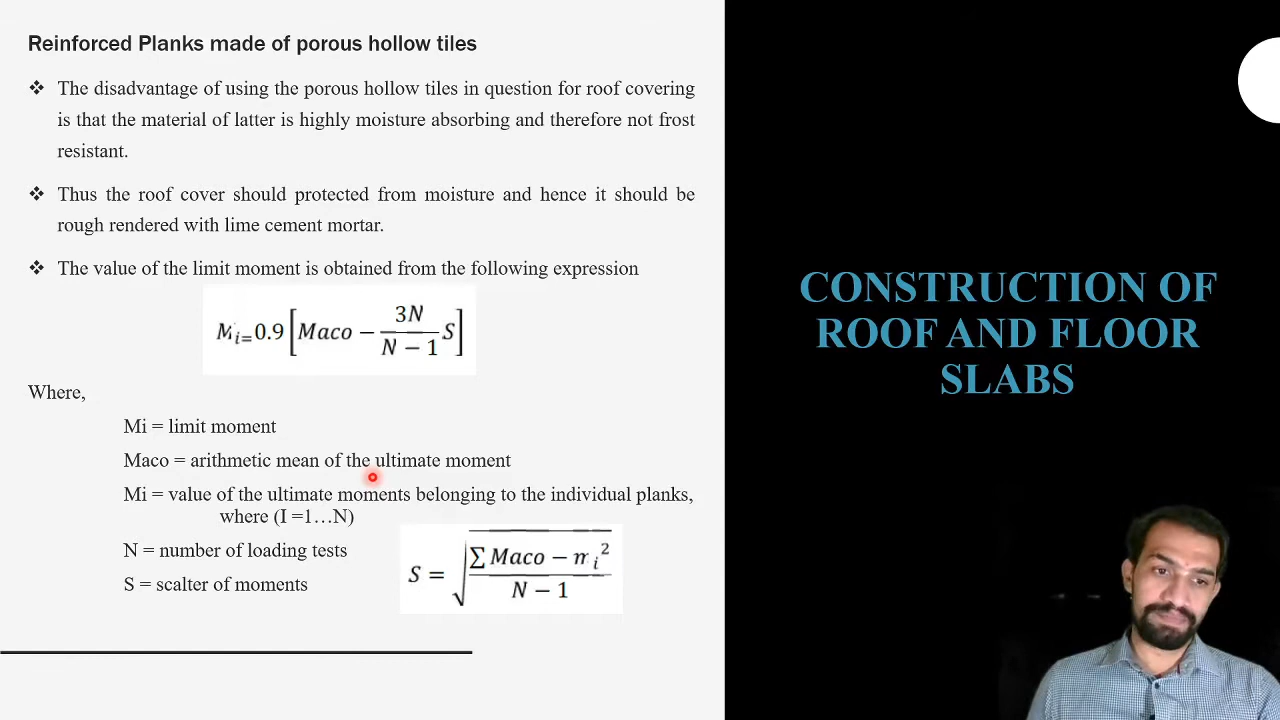 Reinforced Planks made of porous hollow tiles
❖ The disadvantage of using the porous hollow tiles in question for roof covering
is that the material of latter is highly moisture absorbing and therefore not frost
resistant.
❖ Thus the roof cover should protected from moisture and hence it should be
rough rendered with lime cement mortar.
❖ The value of the limit moment is obtained from the following expression
M_i=0.9[Maco − 3N/(N − 1) S]
Where,
Mi = limit moment
Maco = arithmetic mean of the ultimate moment
Mi = value of the ultimate moments belonging to the individual planks,
where (I =1…N)
N = number of loading tests
S = scalter of moments
S = √((∑ Maco − m_i²)/(N − 1))
CONSTRUCTION OF
ROOF AND FLOOR
SLABS